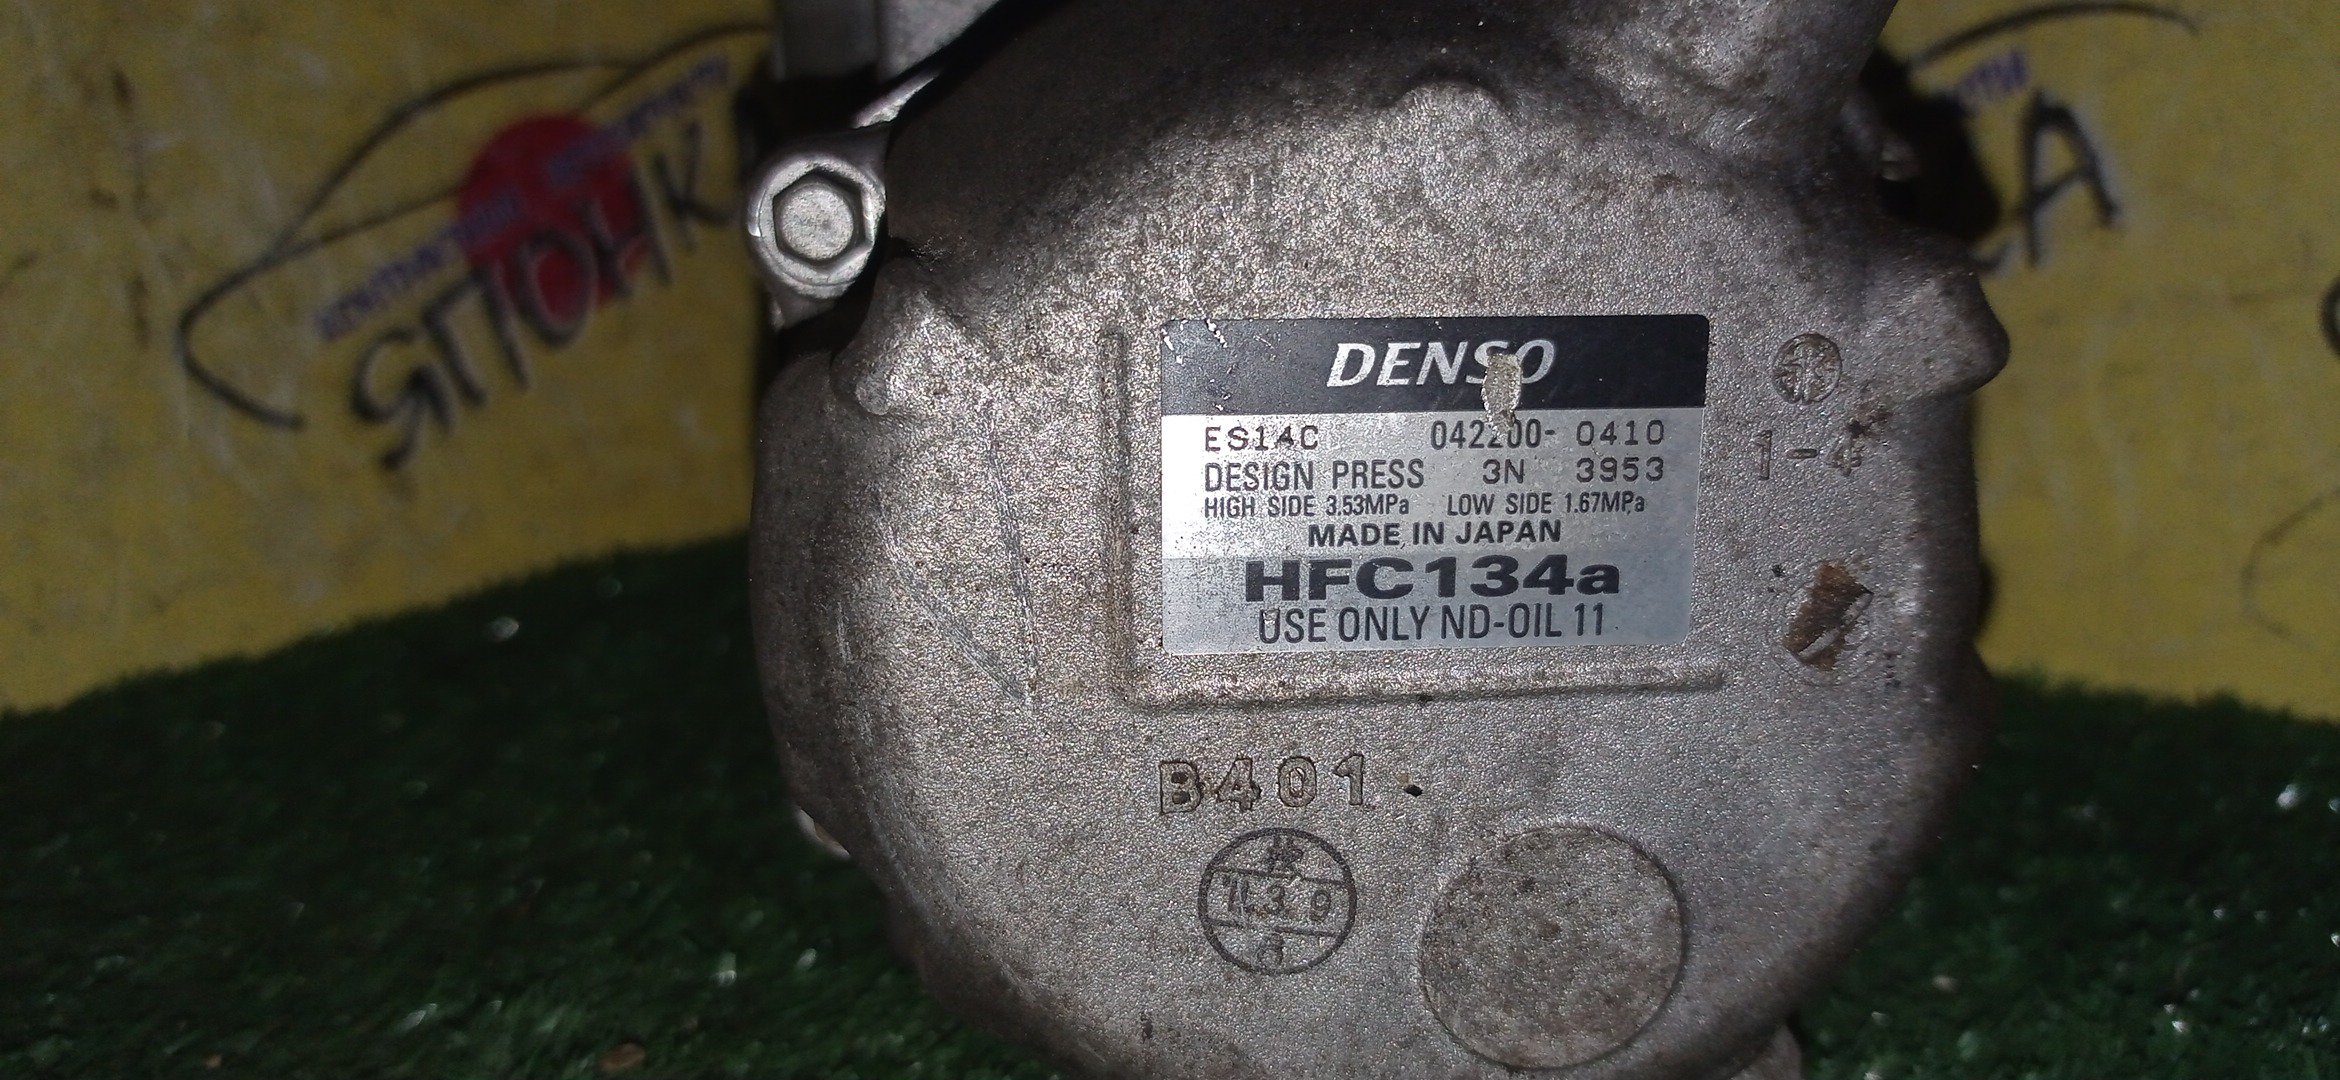 ЯПОНК
А
DENSO
ES14C 042200-0410
DESIGN PRESS 3N 3953
HIGH SIDE 3.53MPa LOW SIDE 1.67MPa
MADE IN JAPAN
HFC134a
USE ONLY ND-OIL 11
1-4
B401